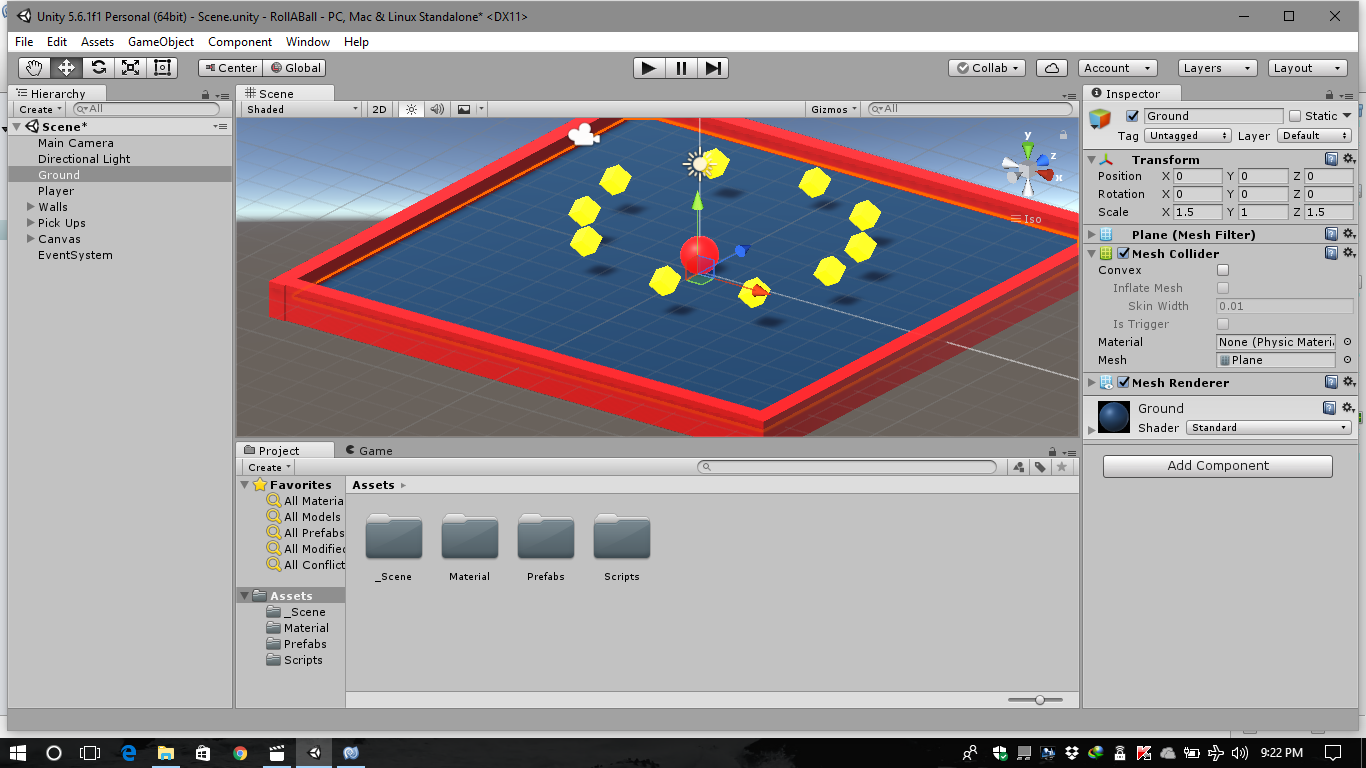 Unity 5.6.1f1 Personal (64bit) - Scene.unity - RollABall - PC, Mac & Linux Standalone* <DX11>
File Edit Assets GameObject Component Window Help
Center Global Collab Account Layers Layout
Hierarchy
Create All
Scene*
Main Camera
Directional Light
Ground
Player
Walls
Pick Ups
Canvas
EventSystem
Scene
Shaded 2D Gizmos All
y
z
x
Iso
Project Game
Create
Favorites
All Materia
All Models
All Prefabs
All Modified
All Conflict
Assets
_Scene
Material
Prefabs
Scripts
Assets
_Scene Material Prefabs Scripts
Inspector
Ground Static
Tag Untagged Layer Default
Transform
Position X 0 Y 0 Z 0
Rotation X 0 Y 0 Z 0
Scale X 1.5 Y 1 Z 1.5
Plane (Mesh Filter)
Mesh Collider
Convex
Inflate Mesh
Skin Width 0.01
Is Trigger
Material None (Physic Materi
Mesh Plane
Mesh Renderer
Ground
Shader Standard
Add Component
9:22 PM